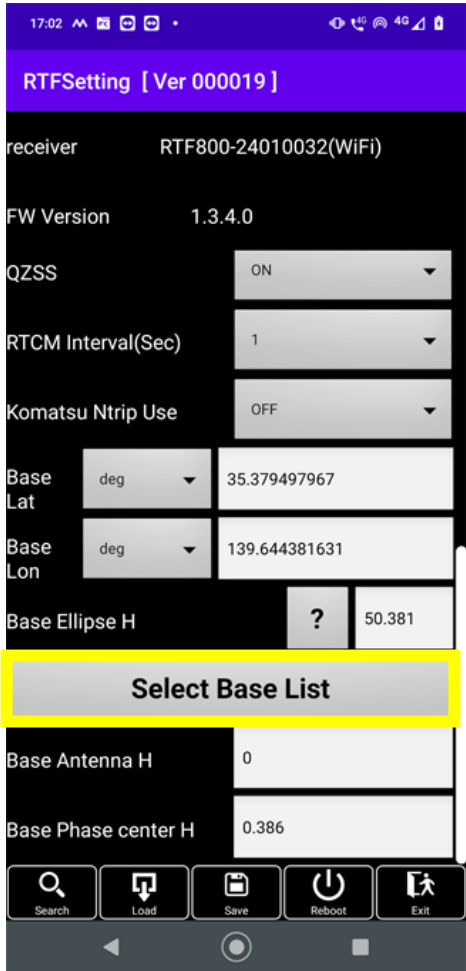 17:02
4G 4G
RTFSetting [ Ver 000019 ]
receiver RTF800-24010032(WiFi)
FW Version 1.3.4.0
QZSS ON
RTCM Interval(Sec) 1
Komatsu Ntrip Use OFF
Base Lat deg 35.379497967
Base Lon deg 139.644381631
Base Ellipse H ? 50.381
Select Base List
Base Antenna H 0
Base Phase center H 0.386
Search Load Save Reboot Exit